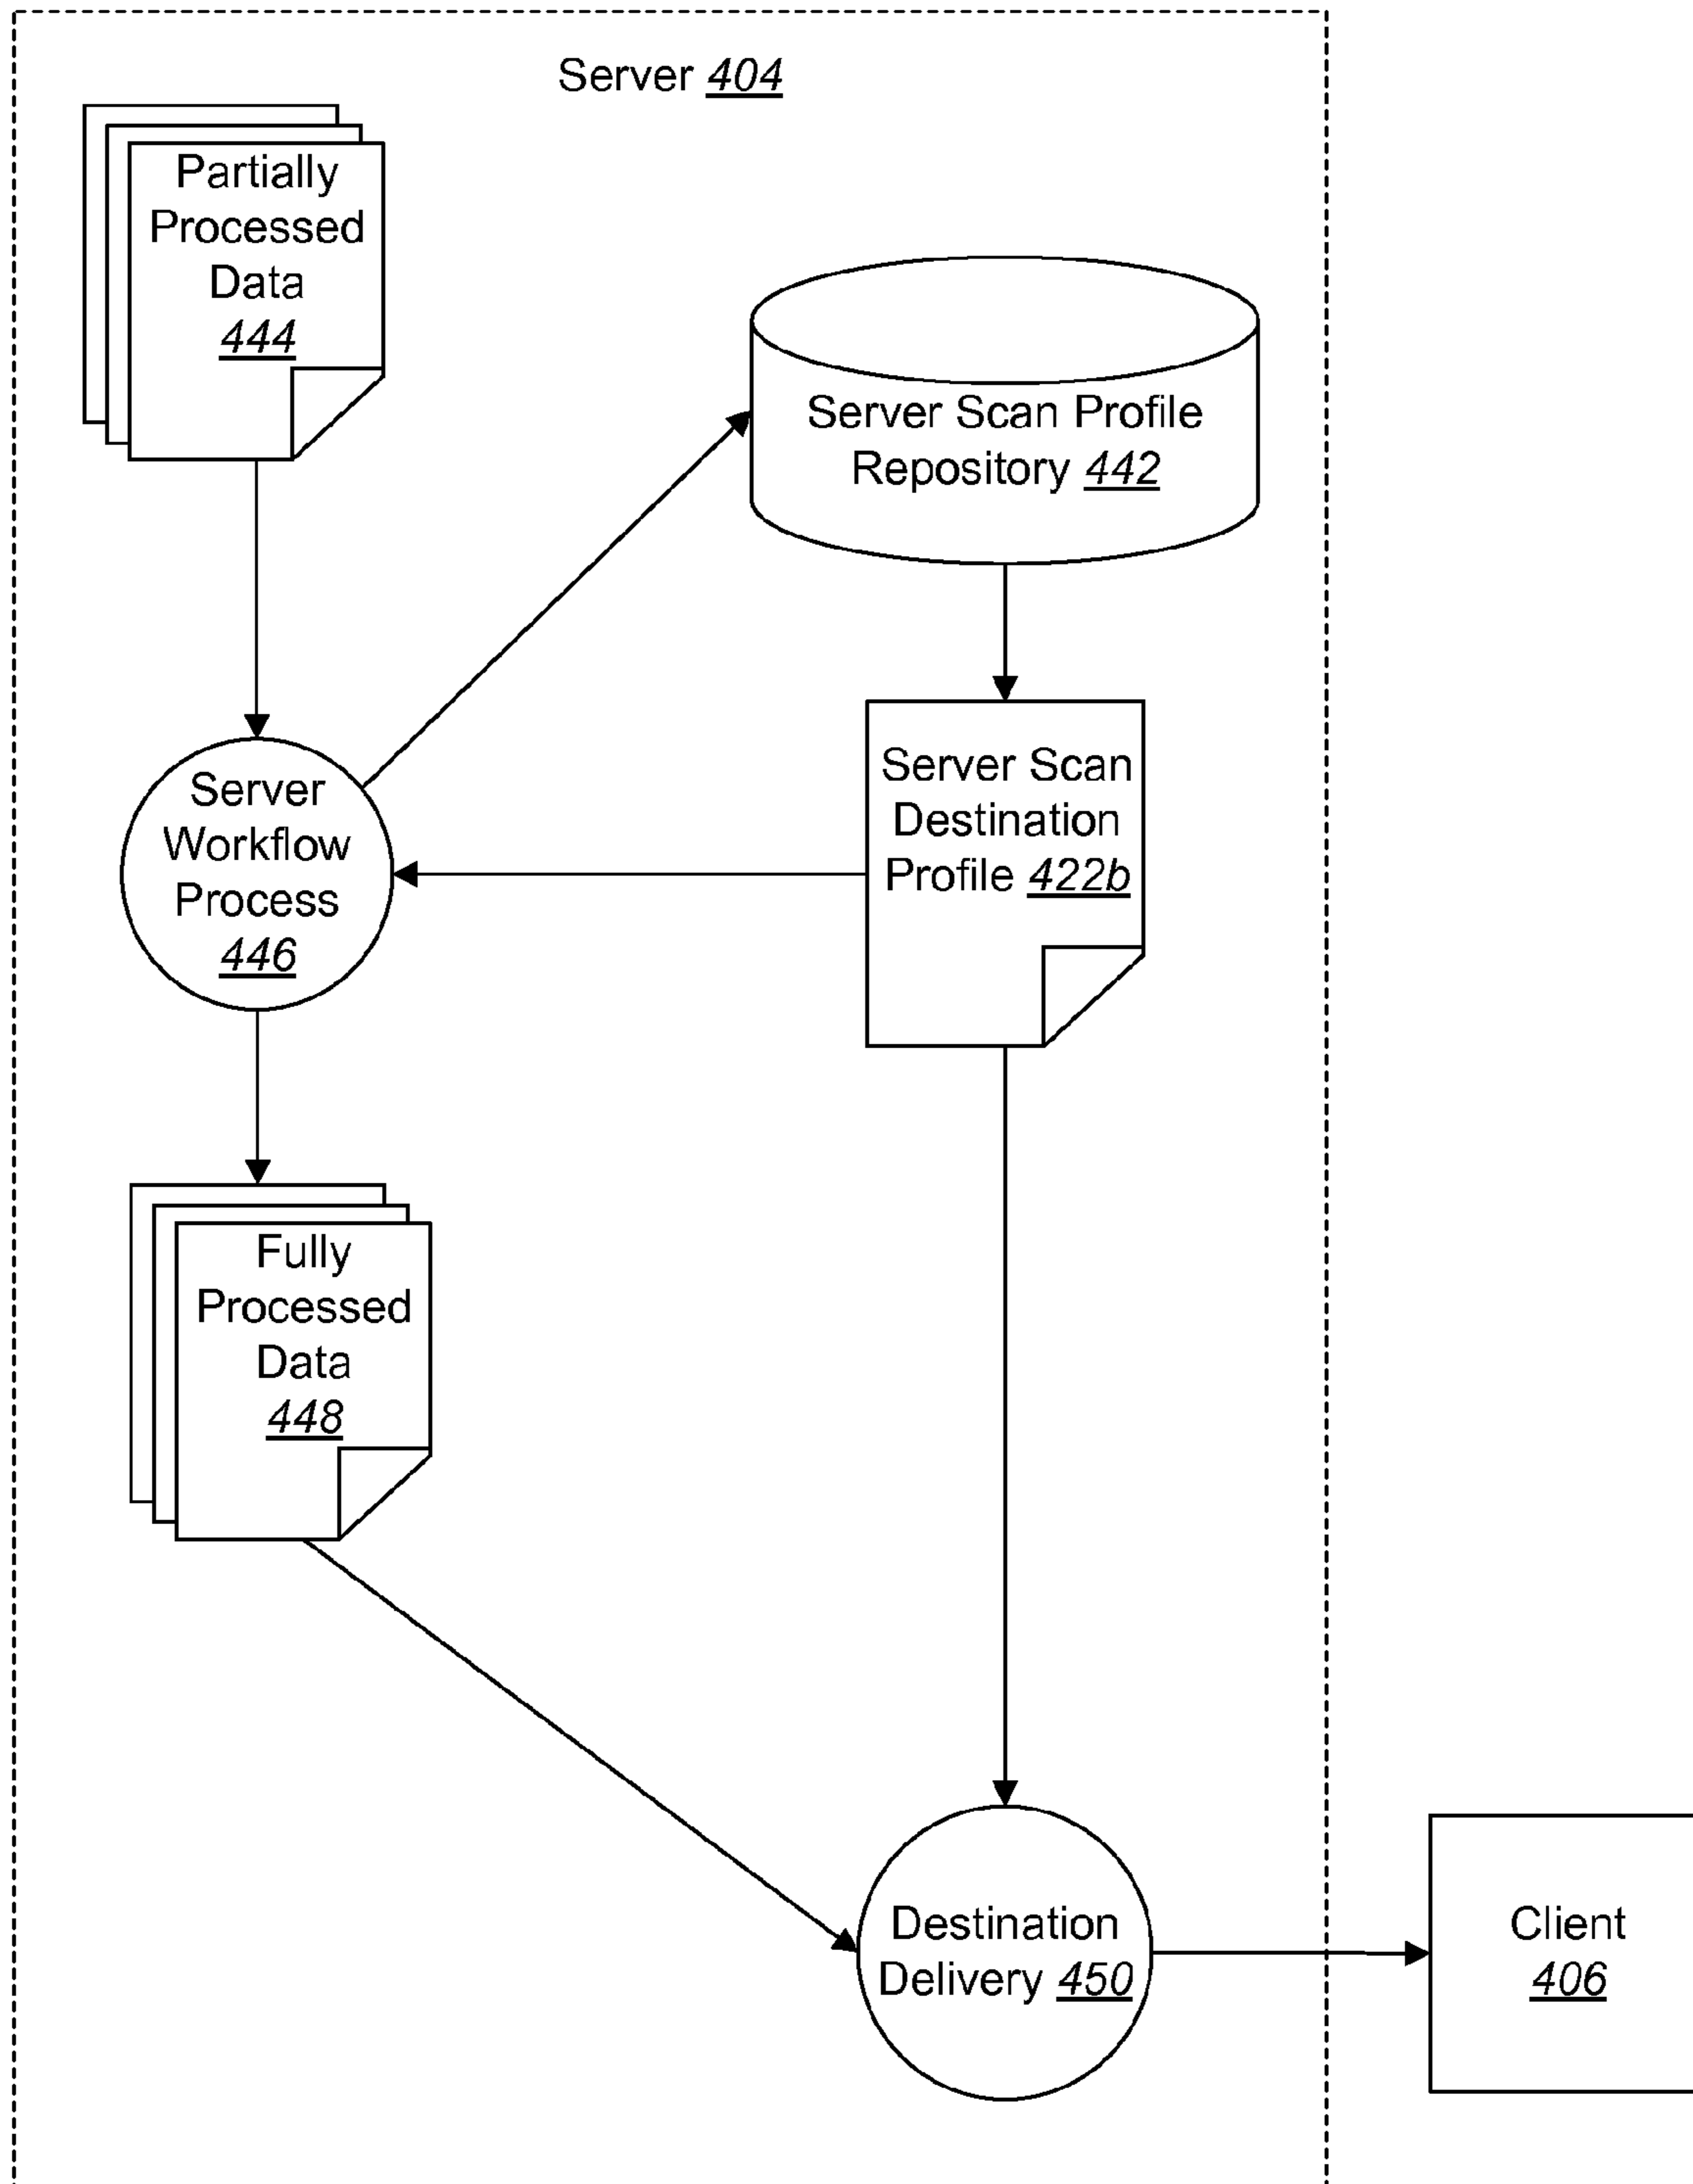 Server 404
Partially
Processed
Data
444
Server Scan Profile
Repository 442
Server Scan
Destination
Profile 422b
Server
Workflow
Process
446
Fully
Processed
Data
448
Destination
Delivery 450
Client
406